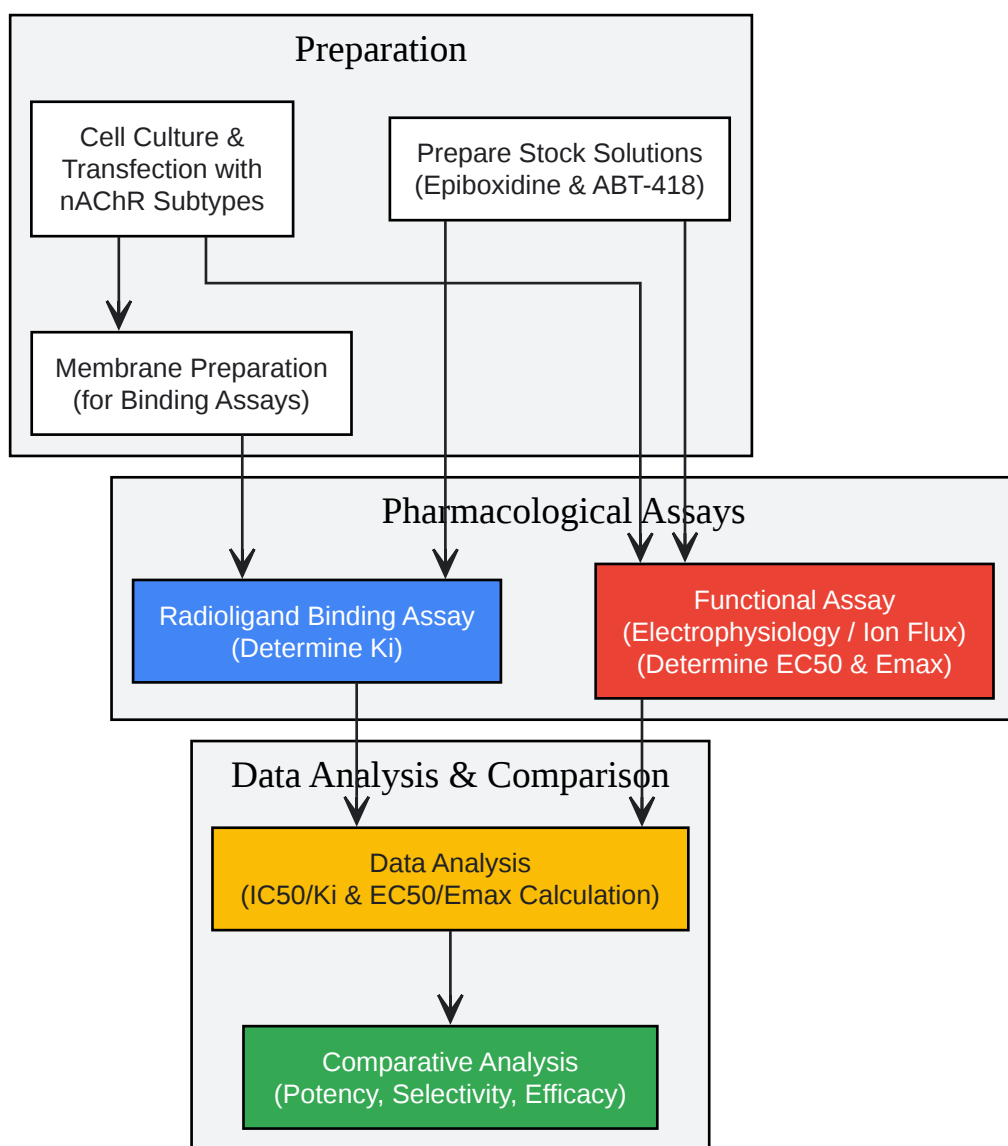 Preparation
Cell Culture &
Transfection with
nAChR Subtypes
Prepare Stock Solutions
(Epiboxidine & ABT-418)
Membrane Preparation
(for Binding Assays)
Pharmacological Assays
Radioligand Binding Assay
(Determine Ki)
Functional Assay
(Electrophysiology / Ion Flux)
(Determine EC50 & Emax)
Data Analysis & Comparison
Data Analysis
(IC50/Ki & EC50/Emax Calculation)
Comparative Analysis
(Potency, Selectivity, Efficacy)